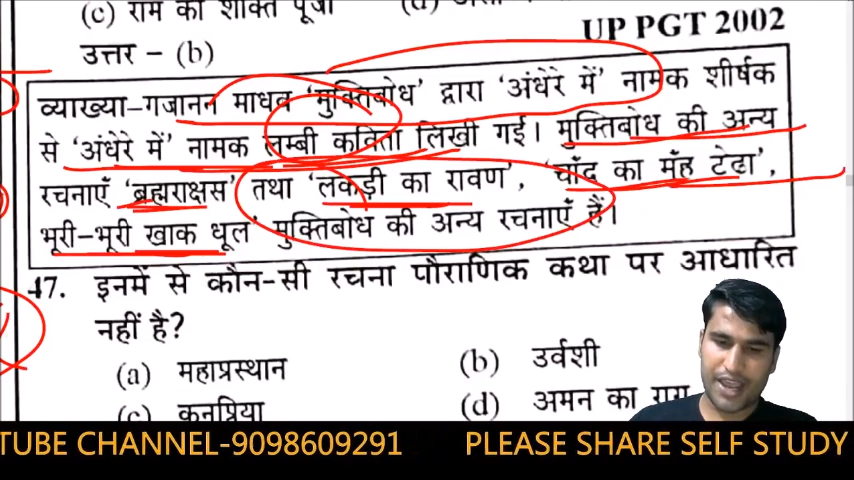 (c) राम की शक्ति पूजा
उत्तर – (b)
UP PGT 2002
व्याख्या–गजानन माधव 'मुक्तिबोध' द्वारा 'अंधेरे में' नामक शीर्षक
से 'अंधेरे में' नामक लम्बी कविता लिखी गई। मुक्तिबोध की अन्य
रचनाएँ 'ब्रह्मराक्षस' तथा 'लकड़ी का रावण', 'चाँद का मुँह टेढ़ा',
भूरी–भूरी खाक धूल' मुक्तिबोध की अन्य रचनाएँ हैं।
47. इनमें से कौन-सी रचना पौराणिक कथा पर आधारित
नहीं है?
(a) महाप्रस्थान (b) उर्वशी
(c) कनुप्रिया (d) अमन का राग
TUBE CHANNEL-9098609291 PLEASE SHARE SELF STUDY